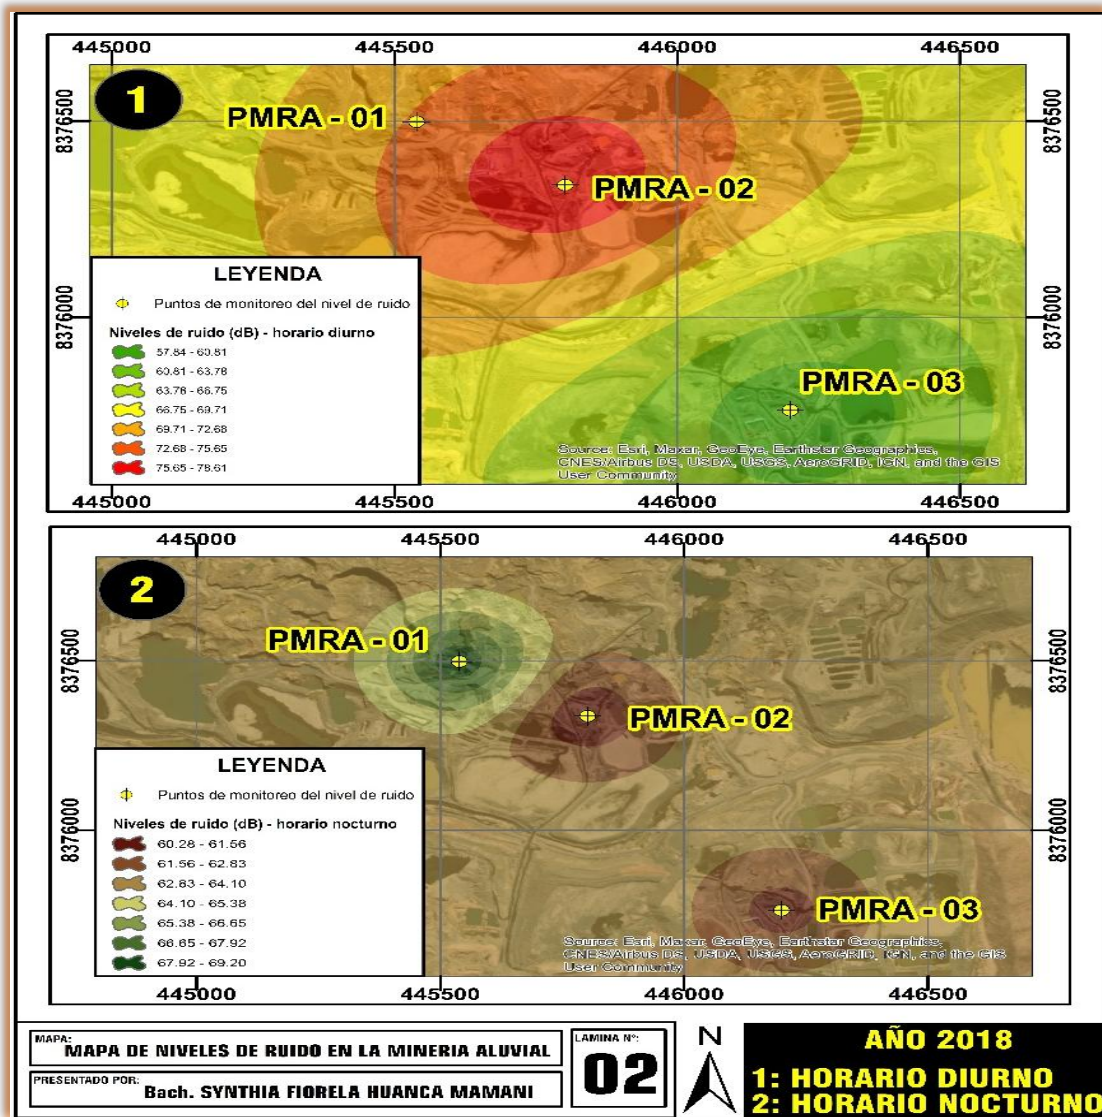 445000 445500 446000 446500
1
8376500
8376500
PMRA - 01
PMRA - 02
8376000
8376000
LEYENDA
Puntos de monitoreo del nivel de ruido
Niveles de ruido (dB) - horario diurno
57.84 - 60.81
60.81 - 63.78
63.78 - 66.75
66.75 - 69.71
69.71 - 72.68
72.68 - 75.65
75.65 - 78.61
PMRA - 03
Source: Esri, Maxar, GeoEye, Earthstar Geographics,
CNES/Airbus DS, USDA, USGS, AeroGRID, IGN, and the GIS
User Community
445000 445500 446000 446500
445000 445500 446000 446500
2
8376500
8376500
PMRA - 01
PMRA - 02
8376000
8376000
LEYENDA
Puntos de monitoreo del nivel de ruido
Niveles de ruido (dB) - horario nocturno
60.28 - 61.56
61.56 - 62.83
62.83 - 64.10
64.10 - 65.38
65.38 - 66.65
66.65 - 67.92
67.92 - 69.20
PMRA - 03
Source: Esri, Maxar, GeoEye, Earthstar Geographics,
CNES/Airbus DS, USDA, USGS, AeroGRID, IGN, and the GIS
User Community
445000 445500 446000 446500
MAPA:
MAPA DE NIVELES DE RUIDO EN LA MINERIA ALUVIAL
PRESENTADO POR:
Bach. SYNTHIA FIORELA HUANCA MAMANI
LAMINA Nº:
02
N
AÑO 2018
1: HORARIO DIURNO
2: HORARIO NOCTURNO